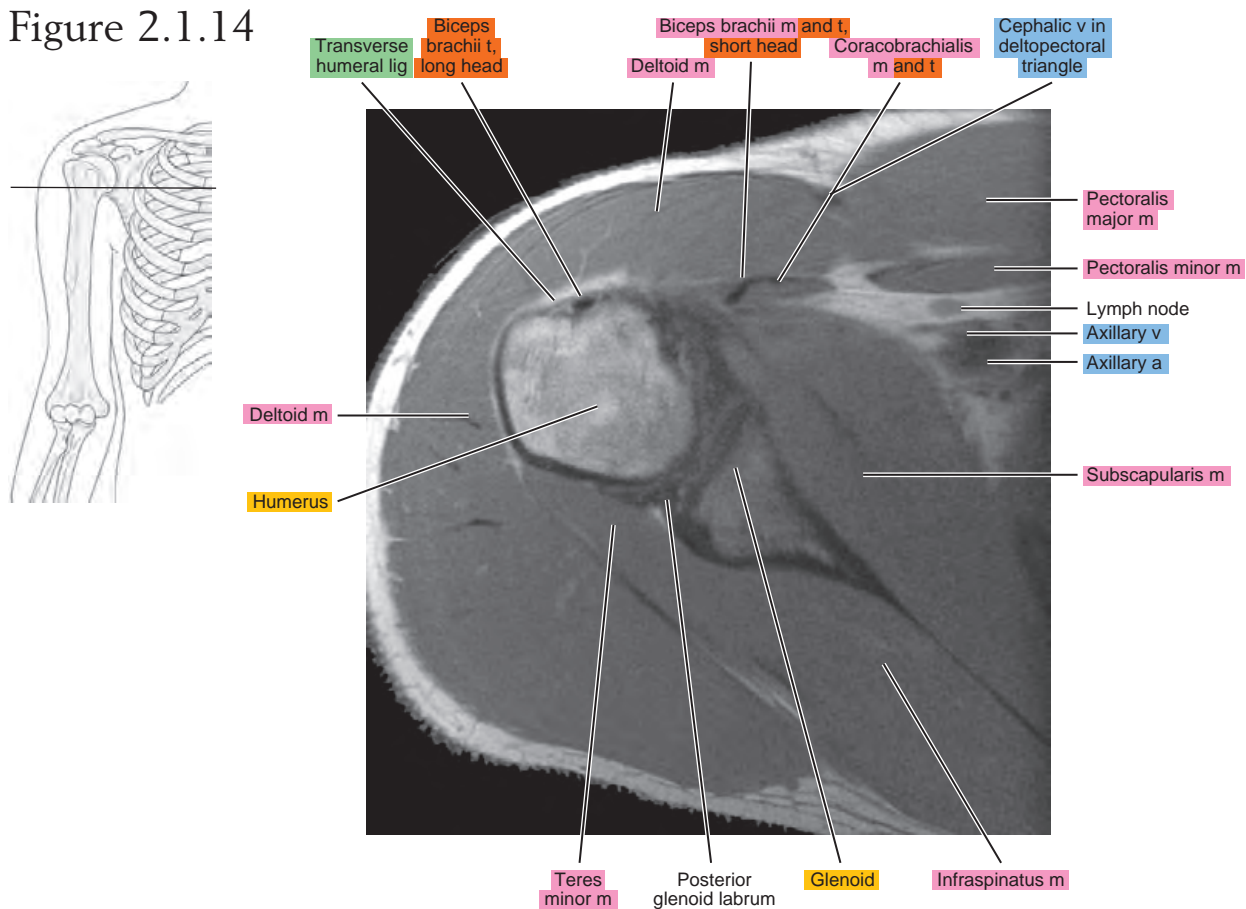 Figure 2.1.14
Transverse
humeral lig
Biceps
brachii t,
long head
Deltoid m
Biceps brachii m and t,
short head
Coracobrachialis
m and t
Cephalic v in
deltopectoral
triangle
Pectoralis
major m
Pectoralis minor m
Lymph node
Axillary v
Axillary a
Deltoid m
Subscapularis m
Humerus
Teres
minor m
Posterior
glenoid labrum
Glenoid
Infraspinatus m